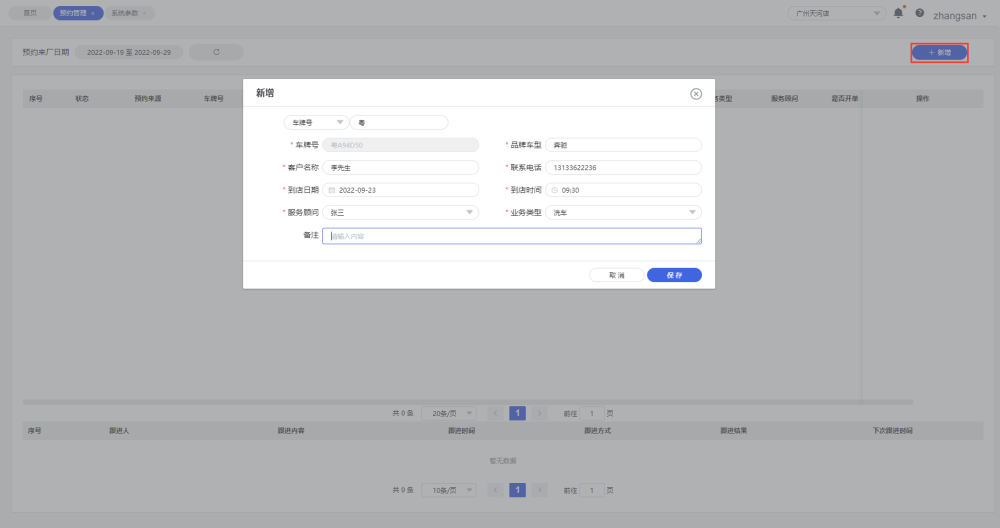 首页 预约管理 × 系统参数 × 广州天河店 zhangsan
预约来厂日期 2022-09-19 至 2022-09-29 + 新增
序号 状态 预约来源 车牌号 务类型 服务顾问 是否开单 操作
新增
车牌号 粤
* 车牌号 粤A94D50 * 品牌车型 奔驰
* 客户名称 李先生 * 联系电话 13133622236
* 到店日期 2022-09-23 * 到店时间 09:30
* 服务顾问 张三 * 业务类型 洗车
备注 请输入内容
取 消 保 存
共 0 条 20条/页 < 1 > 前往 1 页
序号 跟进人 跟进内容 跟进时间 跟进方式 跟进结果 下次跟进时间
暂无数据
共 0 条 10条/页 < 1 > 前往 1 页